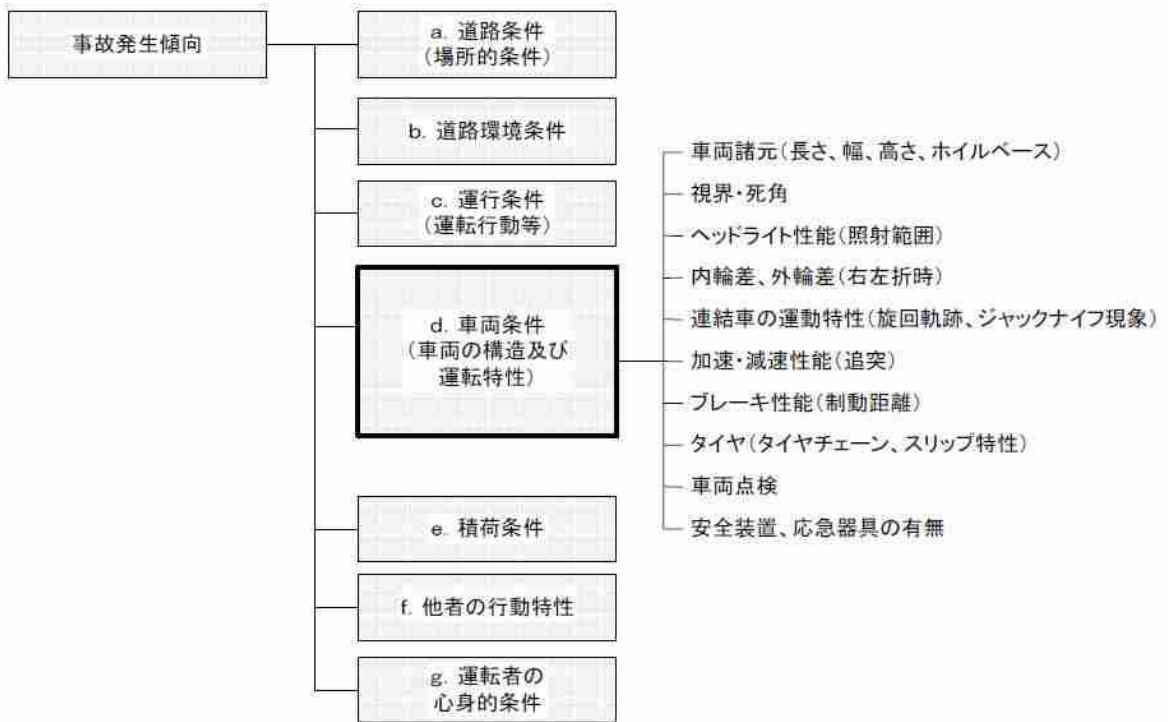 事故発生傾向
a. 道路条件
(場所的条件)
b. 道路環境条件
c. 運行条件
(運転行動等)
d. 車両条件
(車両の構造及び
運転特性)
車両諸元(長さ、幅、高さ、ホイルベース)
視界・死角
ヘッドライト性能(照射範囲)
内輪差、外輪差(右左折時)
連結車の運動特性(旋回軌跡、ジャックナイフ現象)
加速・減速性能(追突)
ブレーキ性能(制動距離)
タイヤ(タイヤチェーン、スリップ特性)
車両点検
安全装置、応急器具の有無
e. 積荷条件
f. 他者の行動特性
g. 運転者の
心身的条件